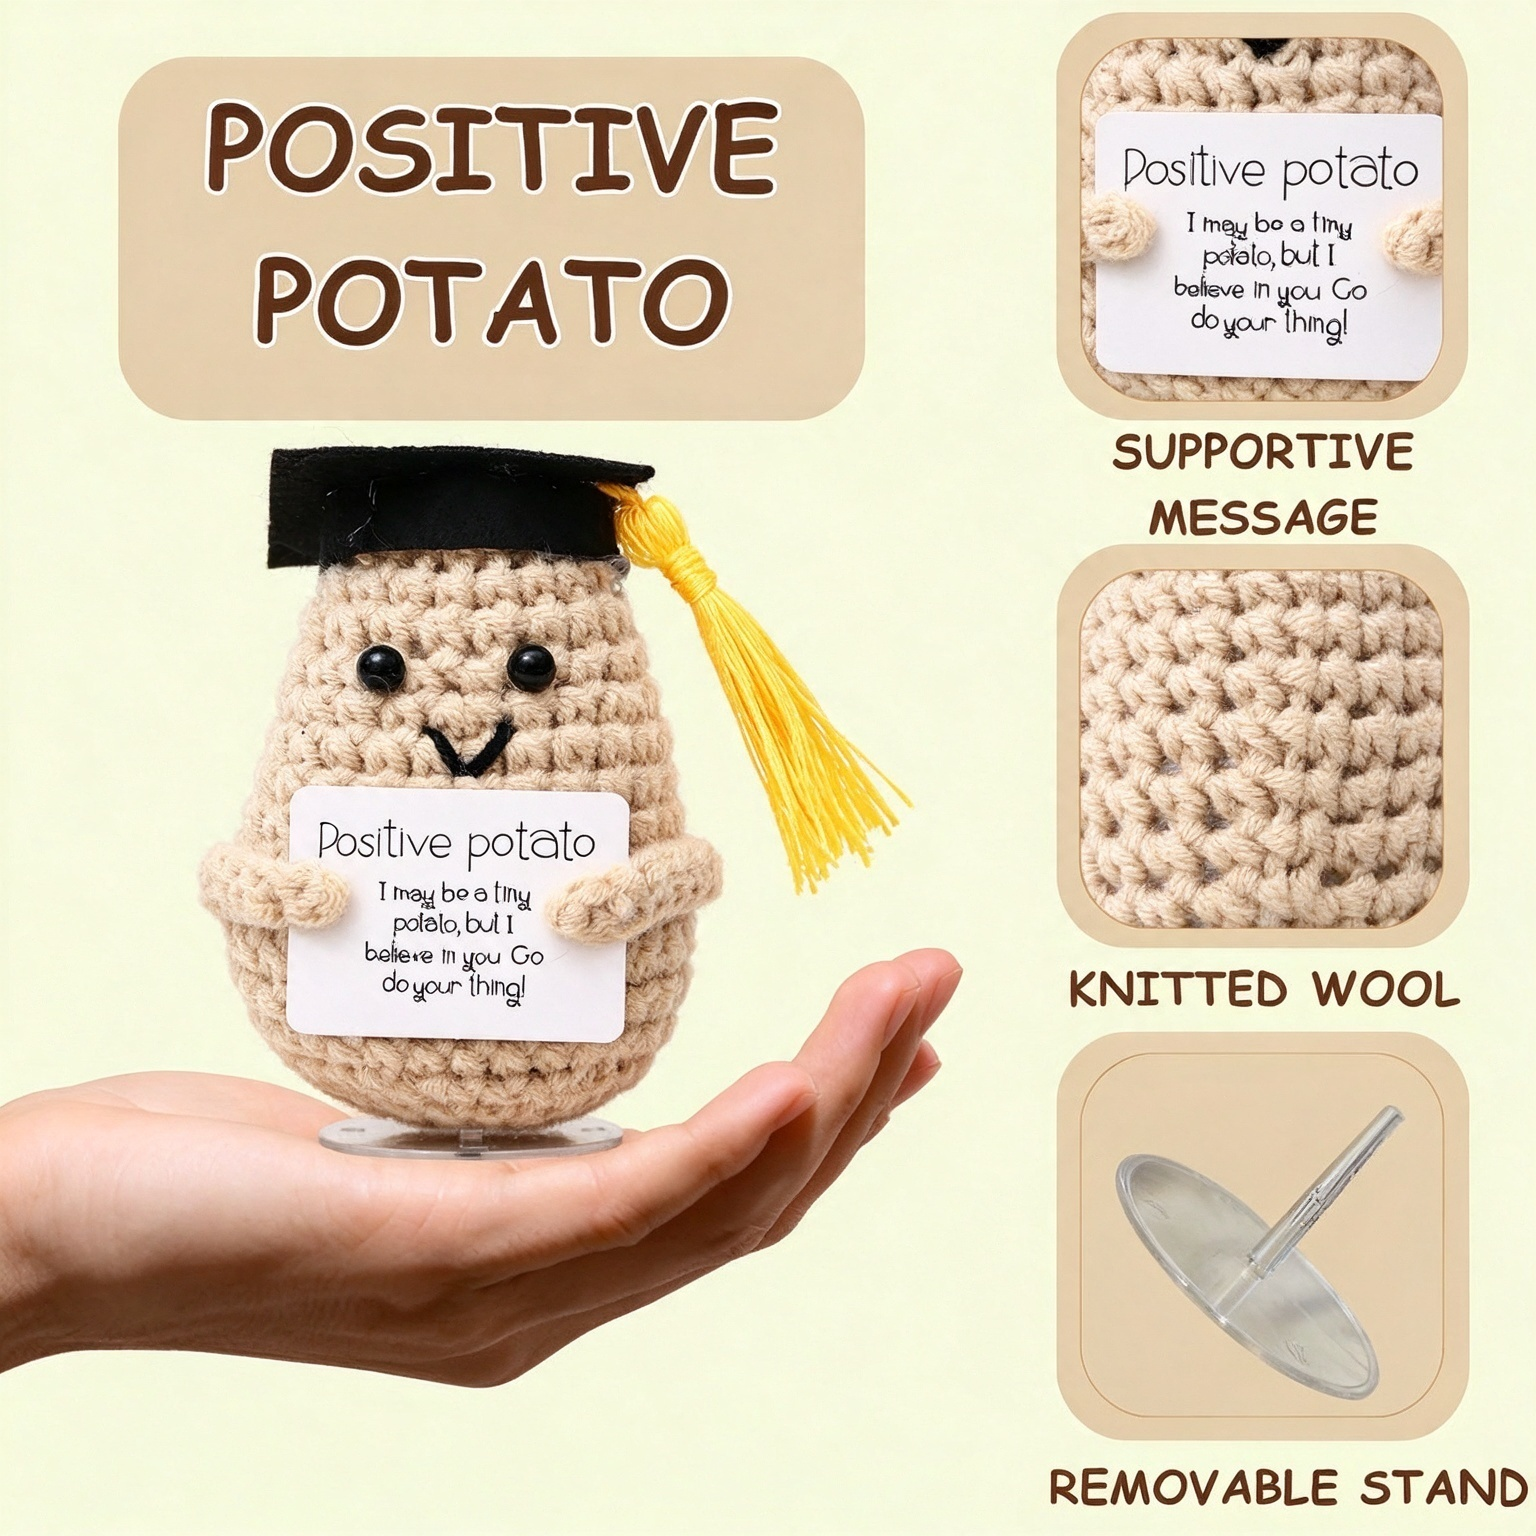 POSITIVE
POTATO
Positive potato
I may be a tiny
potato, but I
believe in you Go
do your thing!
SUPPORTIVE
MESSAGE
KNITTED WOOL
REMOVABLE STAND
Positive potato
I may be a tiny
potato, but I
believe in you Go
do your thing!